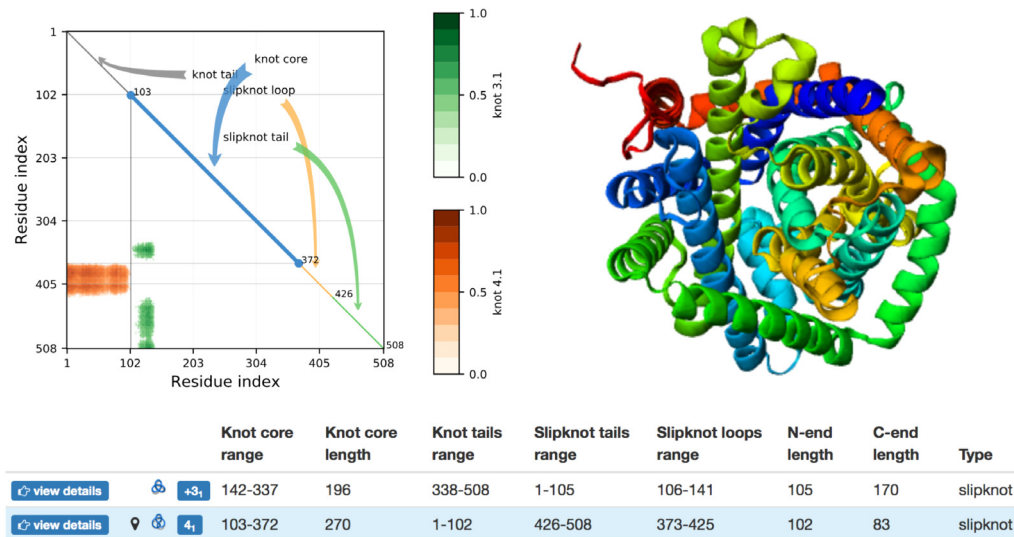 1
102
203
304
405
508
Residue index
1 102 203 304 405 508
Residue index
knot core
knot tail
103
slipknot loop
slipknot tail
372
426
508
1.0
0.5
0.0
knot 3.1
1.0
0.5
0.0
knot 4.1
Knot core range Knot core length Knot tails range Slipknot tails range Slipknot loops range N-end length C-end length Type
view details +3₁ 142-337 196 338-508 1-105 106-141 105 170 slipknot
view details 4₁ 103-372 270 1-102 426-508 373-425 102 83 slipknot